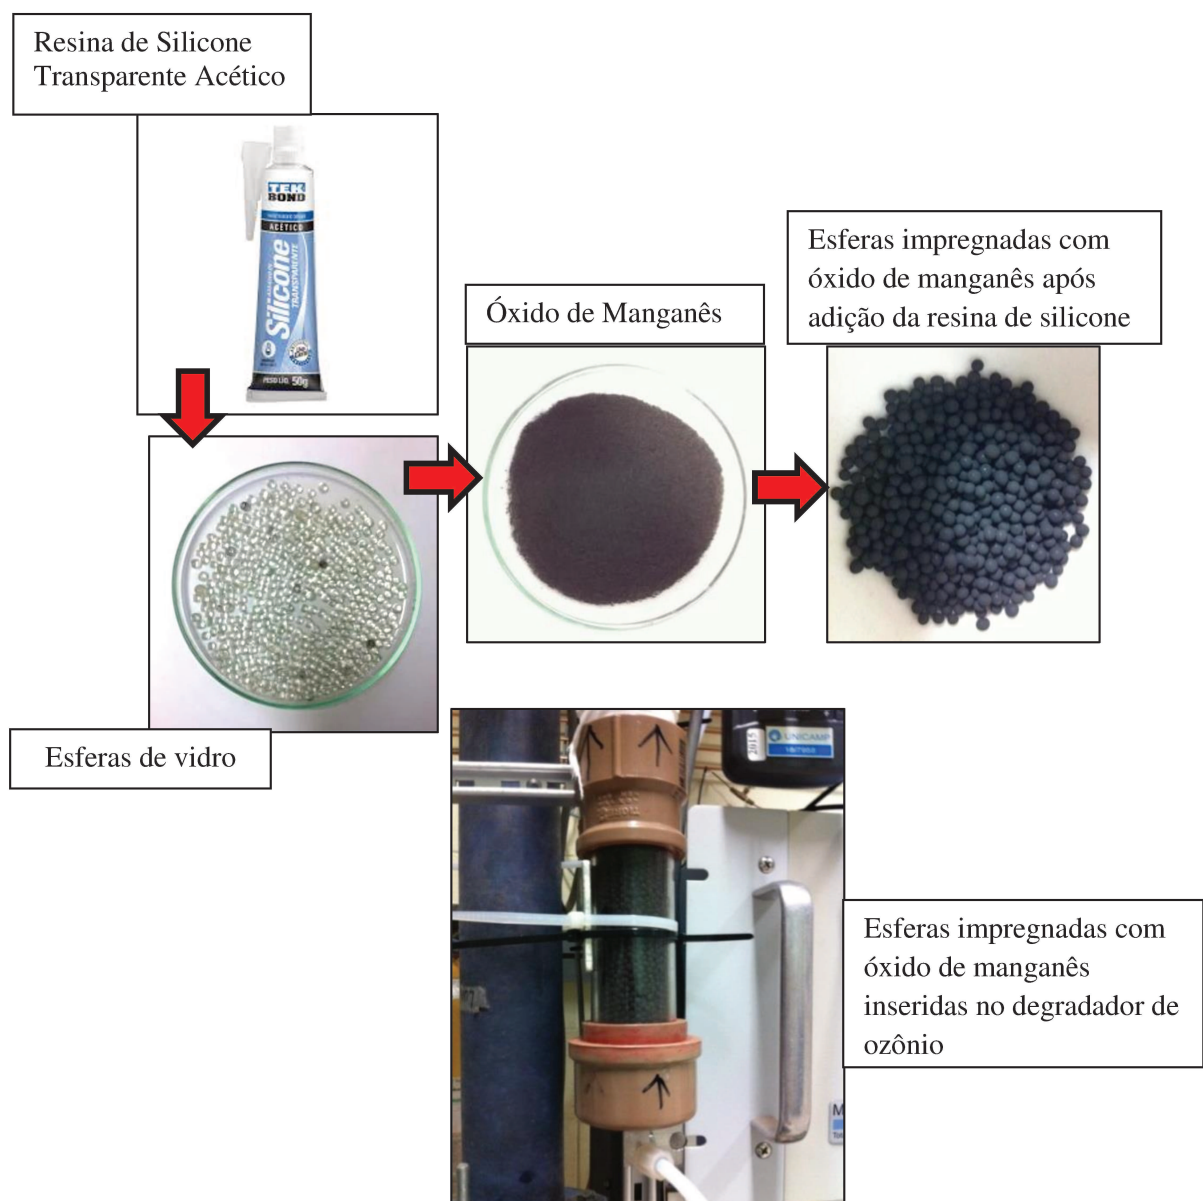 Resina de Silicone
Transparente Acético
TEK
BOND
ACÉTICO
Silicone
TRANSPARENTE
PESO LÍQ. 50g
Esferas impregnadas com
óxido de manganês após
adição da resina de silicone
Óxido de Manganês
Esferas de vidro
2015
UNICAMP
Esferas impregnadas com
óxido de manganês
inseridas no degradador de
ozônio